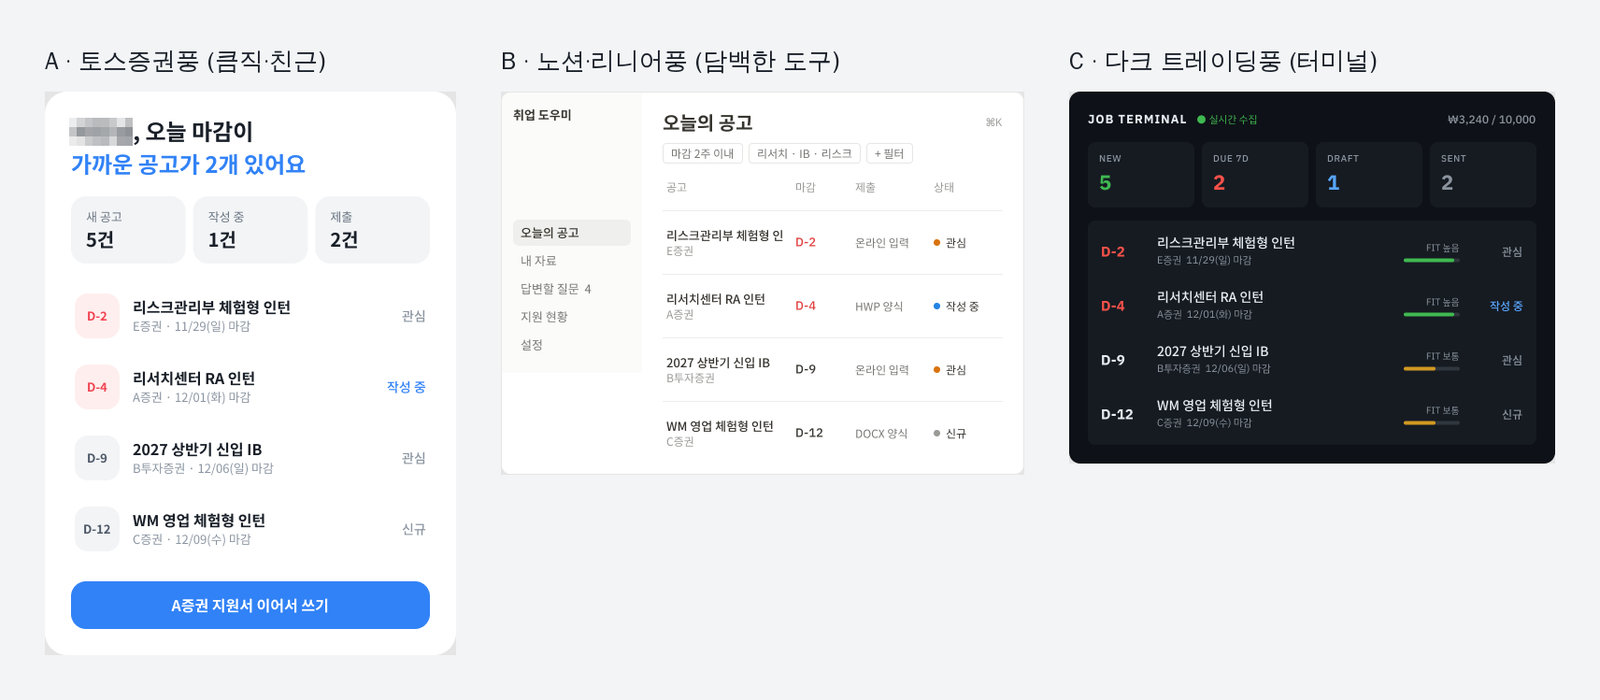 A · 토스증권풍 (큼직·친근)
, 오늘 마감이
가까운 공고가 2개 있어요
새 공고
5건
작성 중
1건
제출
2건
D-2
리스크관리부 체험형 인턴
E증권 · 11/29(일) 마감
관심
D-4
리서치센터 RA 인턴
A증권 · 12/01(화) 마감
작성 중
D-9
2027 상반기 신입 IB
B투자증권 · 12/06(일) 마감
관심
D-12
WM 영업 체험형 인턴
C증권 · 12/09(수) 마감
신규
A증권 지원서 이어서 쓰기
B · 노션·리니어풍 (담백한 도구)
취업 도우미
오늘의 공고
내 자료
답변할 질문 4
지원 현황
설정
오늘의 공고
⌘K
마감 2주 이내
리서치 · IB · 리스크
+ 필터
공고 마감 제출 상태
리스크관리부 체험형 인
E증권
D-2
온라인 입력
관심
리서치센터 RA 인턴
A증권
D-4
HWP 양식
작성 중
2027 상반기 신입 IB
B투자증권
D-9
온라인 입력
관심
WM 영업 체험형 인턴
C증권
D-12
DOCX 양식
신규
C · 다크 트레이딩풍 (터미널)
JOB TERMINAL
실시간 수집
₩3,240 / 10,000
NEW
5
DUE 7D
2
DRAFT
1
SENT
2
D-2
리스크관리부 체험형 인턴
E증권 11/29(일) 마감
FIT 높음
관심
D-4
리서치센터 RA 인턴
A증권 12/01(화) 마감
FIT 높음
작성 중
D-9
2027 상반기 신입 IB
B투자증권 12/06(일) 마감
FIT 보통
관심
D-12
WM 영업 체험형 인턴
C증권 12/09(수) 마감
FIT 보통
신규